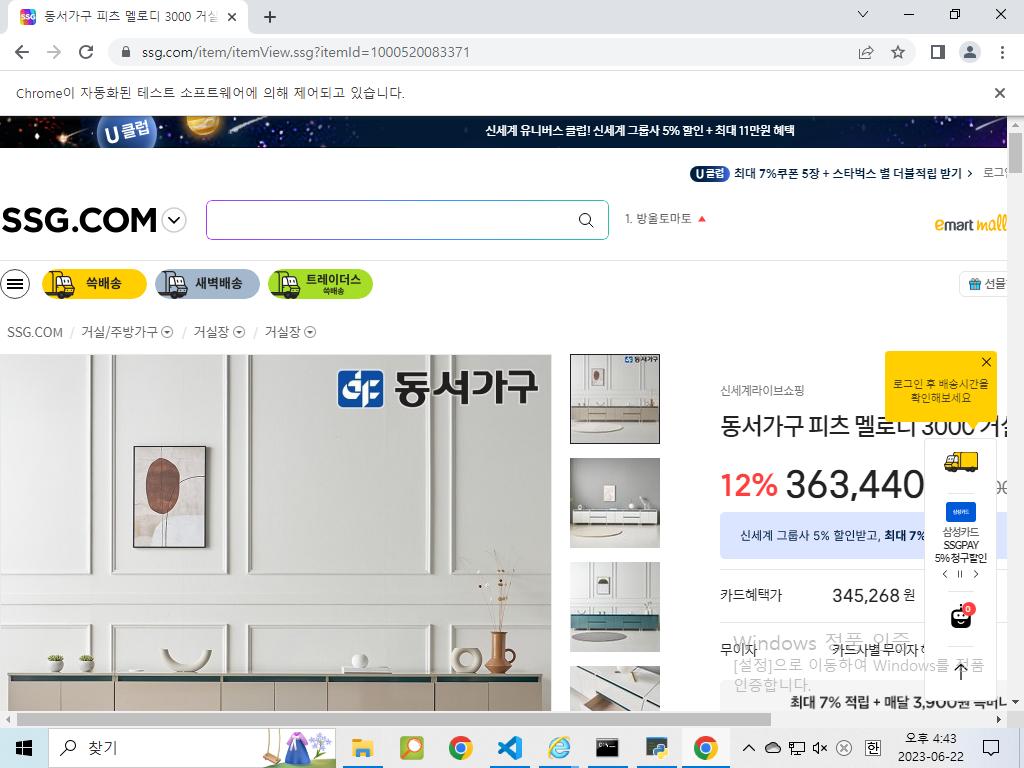 동서가구 피츠 멜로디 3000 거실
ssg.com/item/itemView.ssg?itemId=1000520083371
Chrome이 자동화된 테스트 소프트웨어에 의해 제어되고 있습니다.
U 클럽
신세계 유니버스 클럽! 신세계 그룹사 5% 할인 + 최대 11만원 혜택
U 클럽 최대 7%쿠폰 5장 + 스타벅스 별 더블적립 받기 > 로그인
SSG.COM
1. 방울토마토
emart mall
쓱배송
새벽배송
트레이더스
쓱배송
선물
SSG.COM / 거실/주방가구 / 거실장 / 거실장
동서가구
동서가구
로그인 후 배송시간을
확인해보세요
신세계라이브쇼핑
동서가구 피츠 멜로디 3000 거실
12% 363,440
신세계 그룹사 5% 할인받고, 최대 7%
삼성카드
삼성카드
SSGPAY
5% 청구할인
카드혜택가 345,268 원
0
무이자 카드사별 무이자
Windows 정품 인증
[설정]으로 이동하여 Windows를 정품
인증합니다.
최대 7% 적립 + 매달 3,900원
찾기
오후 4:43
한
2023-06-22